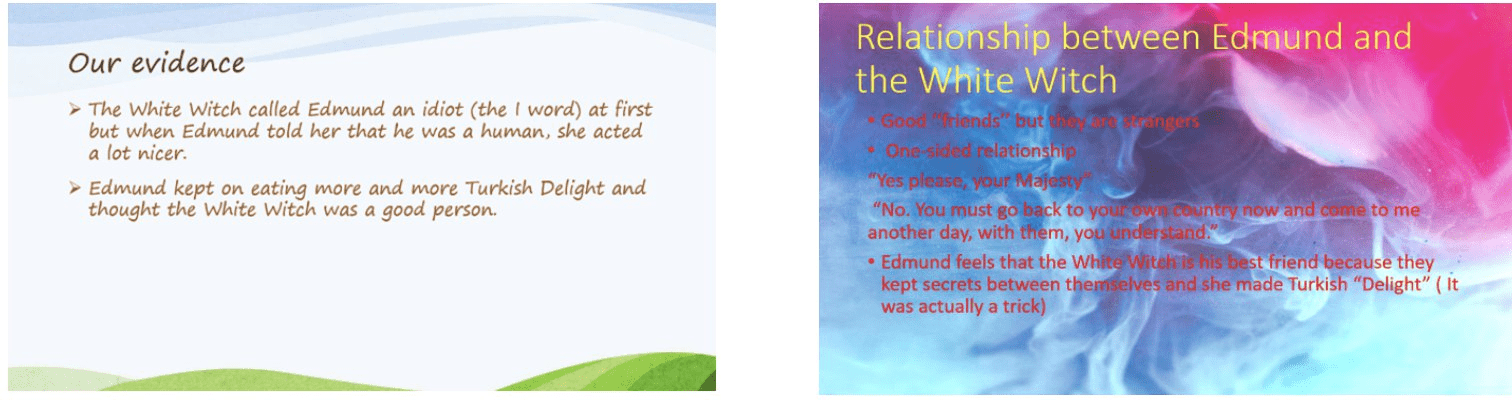 Our evidence
➢ The White Witch called Edmund an idiot (the I word) at first
but when Edmund told her that he was a human, she acted
a lot nicer.
➢ Edmund kept on eating more and more Turkish Delight and
thought the White Witch was a good person.
Relationship between Edmund and
the White Witch
• Good "friends" but they are strangers
• One-sided relationship
"Yes please, your Majesty"
"No. You must go back to your own country now and come to me
another day, with them, you understand."
• Edmund feels that the White Witch is his best friend because they
kept secrets between themselves and she made Turkish "Delight" ( It
was actually a trick)